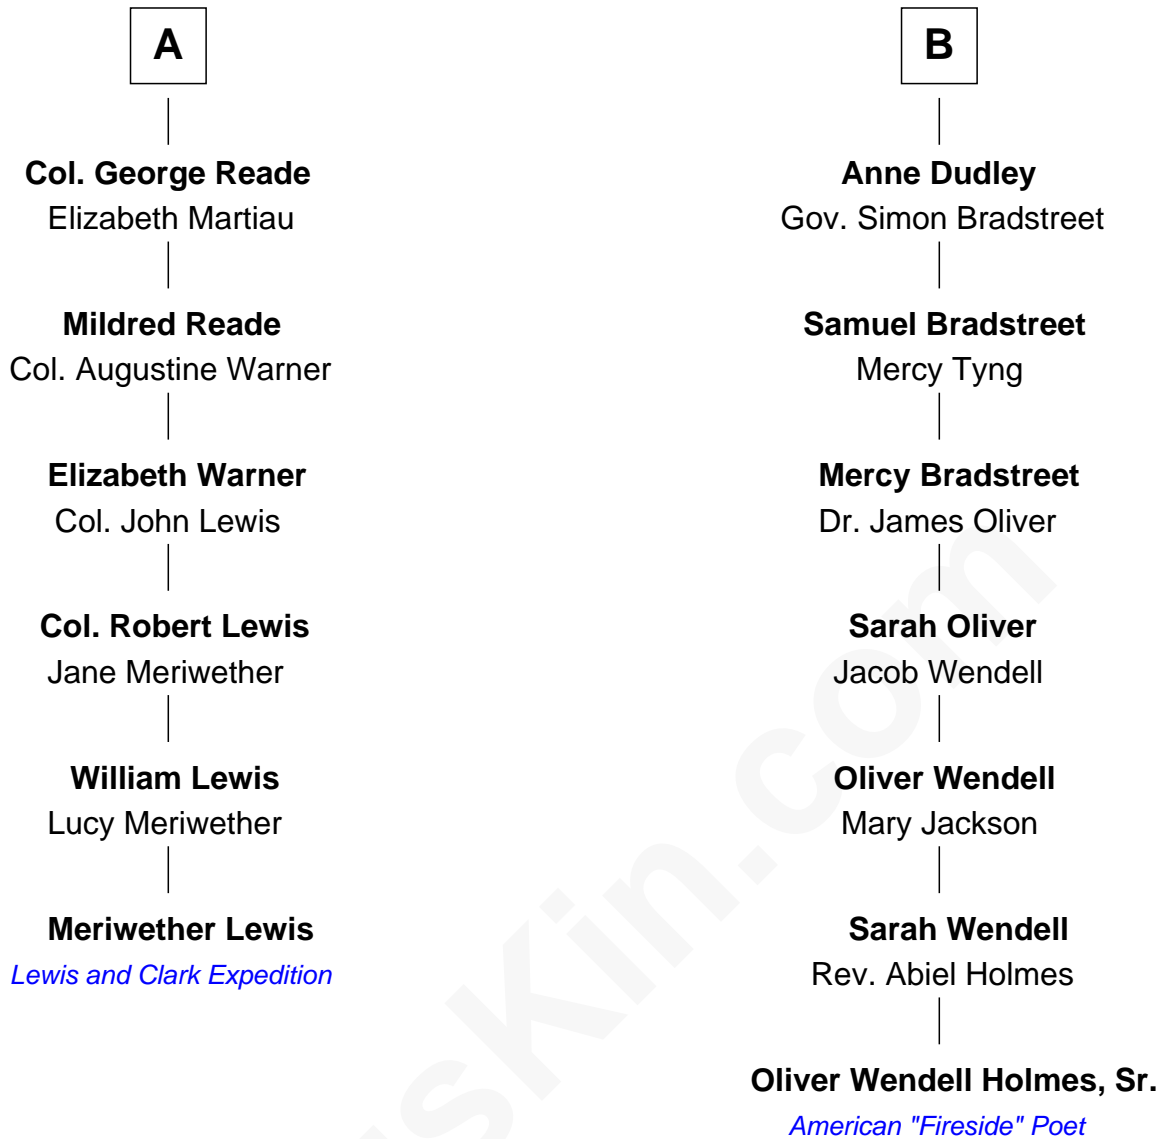 A
Col. George Reade
Elizabeth Martiau
Mildred Reade
Col. Augustine Warner
Elizabeth Warner
Col. John Lewis
Col. Robert Lewis
Jane Meriwether
William Lewis
Lucy Meriwether
Meriwether Lewis
Lewis and Clark Expedition
B
Anne Dudley
Gov. Simon Bradstreet
Samuel Bradstreet
Mercy Tyng
Mercy Bradstreet
Dr. James Oliver
Sarah Oliver
Jacob Wendell
Oliver Wendell
Mary Jackson
Sarah Wendell
Rev. Abiel Holmes
Oliver Wendell Holmes, Sr.
American "Fireside" Poet